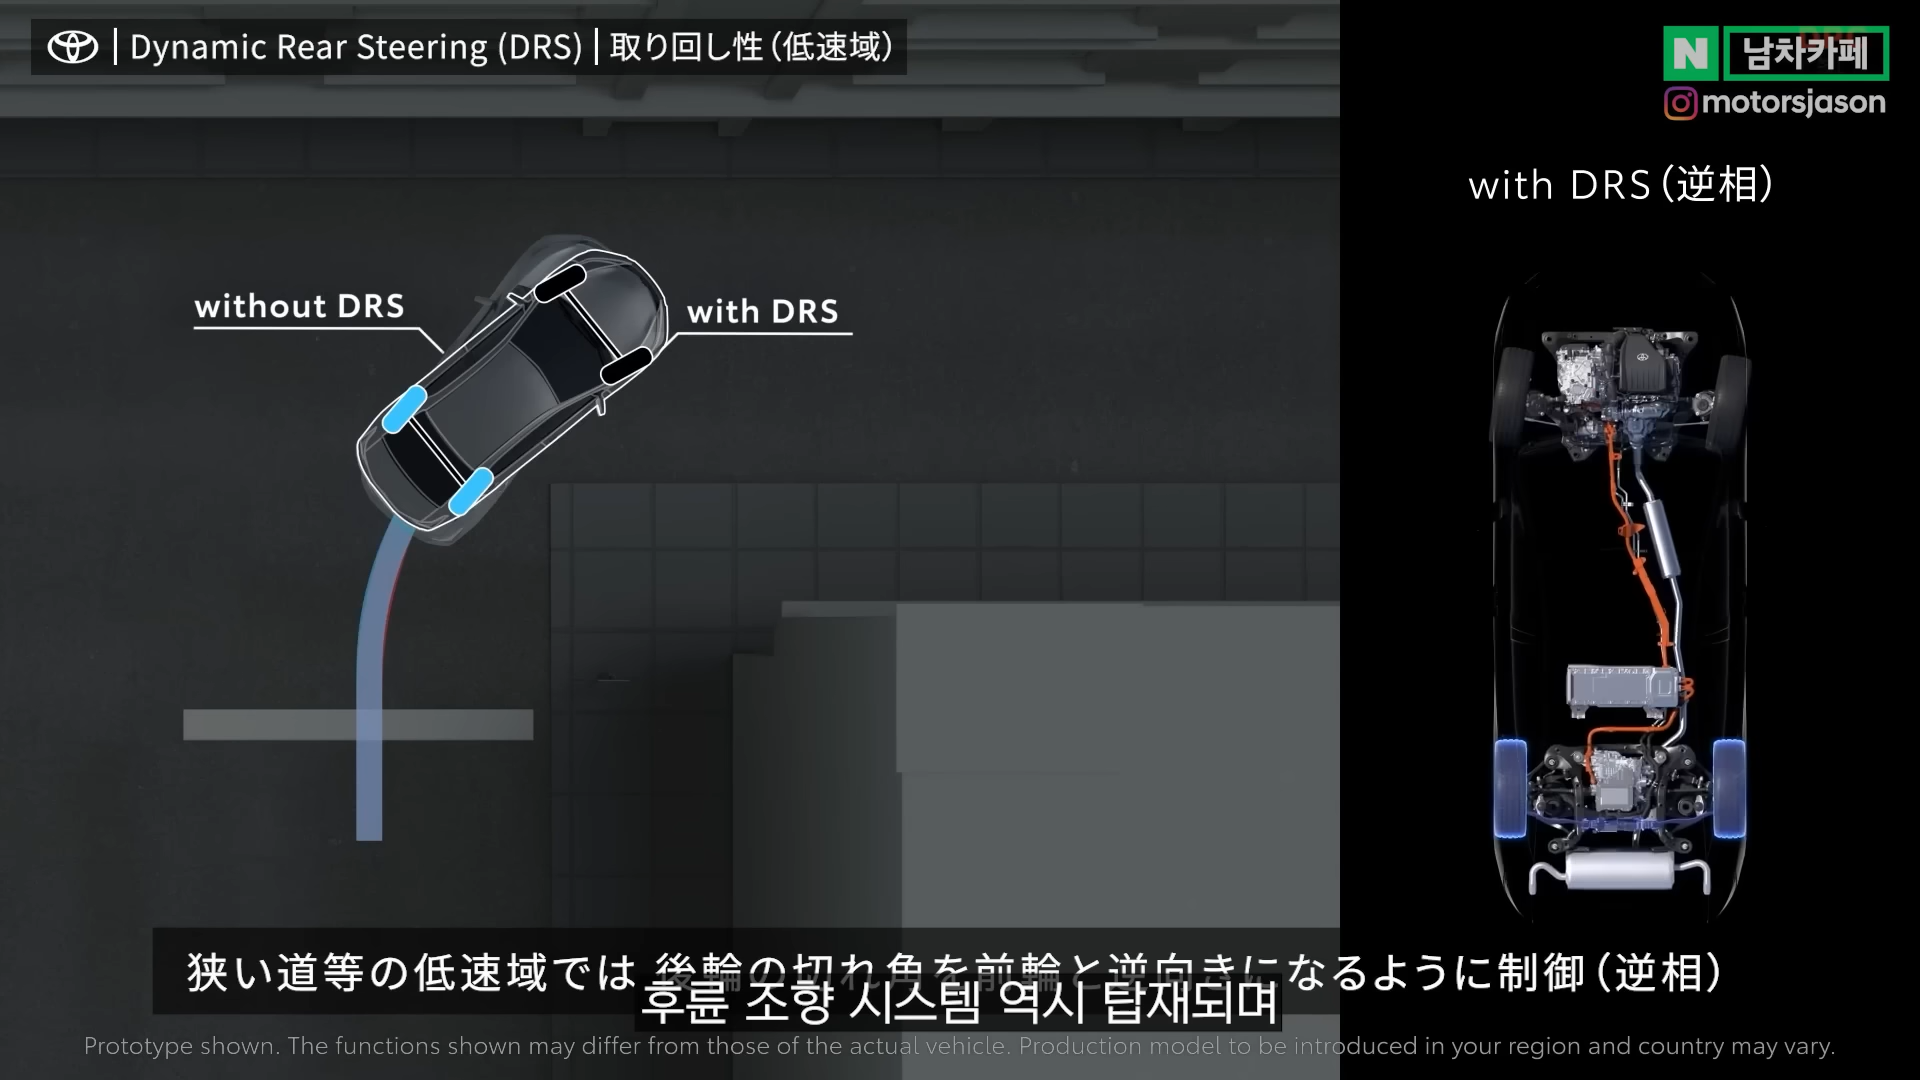 Dynamic Rear Steering (DRS) | 取り回し性（低速域）
N 남차카페
motorsjason
with DRS（逆相）
without DRS
with DRS
狭い道等の低速域では 後輪の切れ角を前輪と逆向きになるように制御（逆相）
후륜 조향 시스템 역시 탑재되며
Prototype shown. The functions shown may differ from those of the actual vehicle. Production model to be introduced in your region and country may vary.